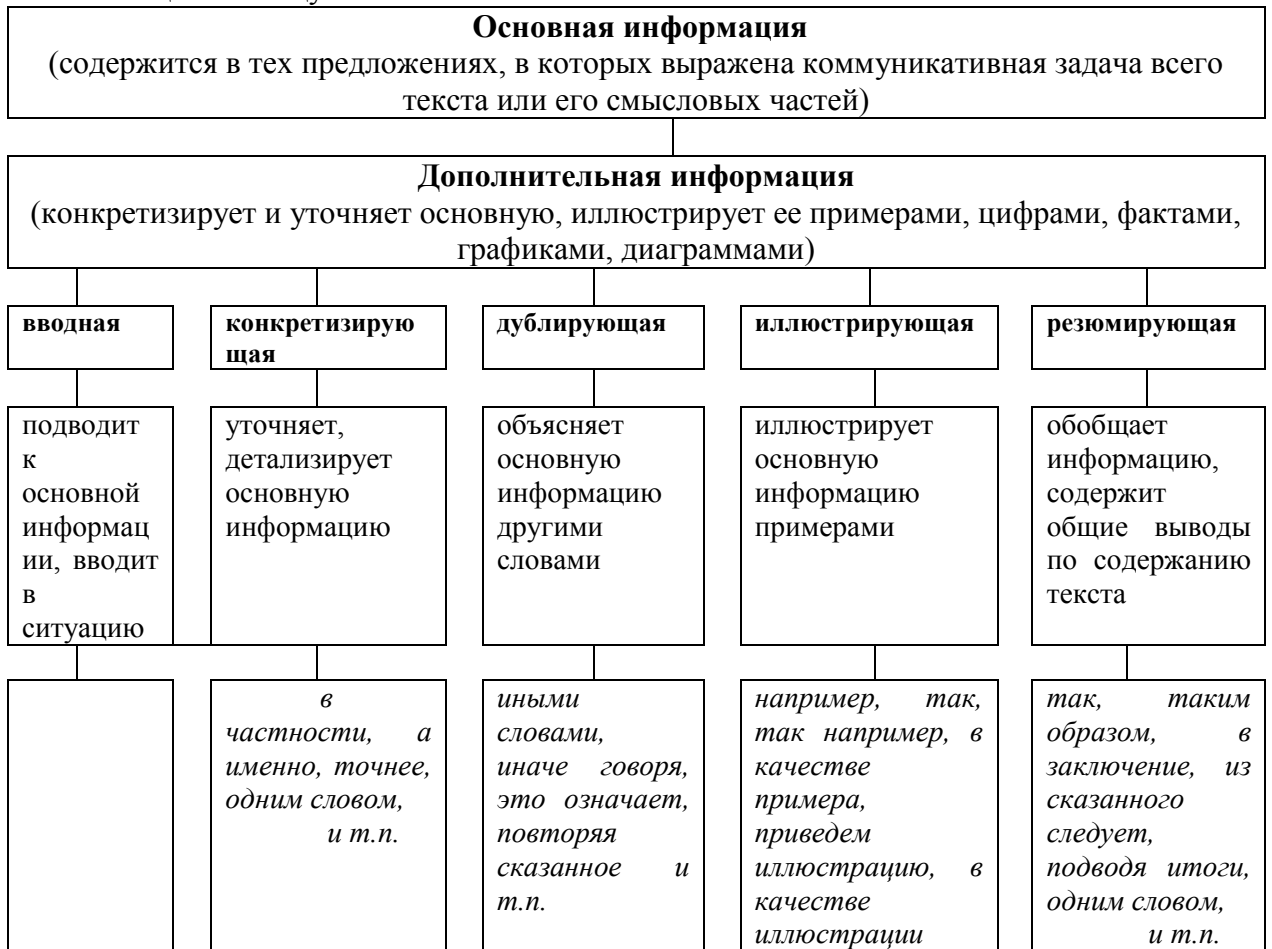 Основная информация
(содержится в тех предложениях, в которых выражена коммуникативная задача всего
текста или его смысловых частей)
Дополнительная информация
(конкретизирует и уточняет основную, иллюстрирует ее примерами, цифрами, фактами,
графиками, диаграммами)
вводная
конкретизирую
щая
дублирующая
иллюстрирующая
резюмирующая
подводит
к
основной
информац
ии, вводит
в
ситуацию
уточняет,
детализирует
основную
информацию
объясняет
основную
информацию
другими
словами
иллюстрирует
основную
информацию
примерами
обобщает
информацию,
содержит
общие выводы
по содержанию
текста
в
частности, а
именно, точнее,
одним словом,
и т.п.
иными
словами,
иначе говоря,
это означает,
повторяя
сказанное и
т.п.
например, так,
так например, в
качестве
примера,
приведем
иллюстрацию, в
качестве
иллюстрации
так, таким
образом, в
заключение, из
сказанного
следует,
подводя итоги,
одним словом,
и т.п.